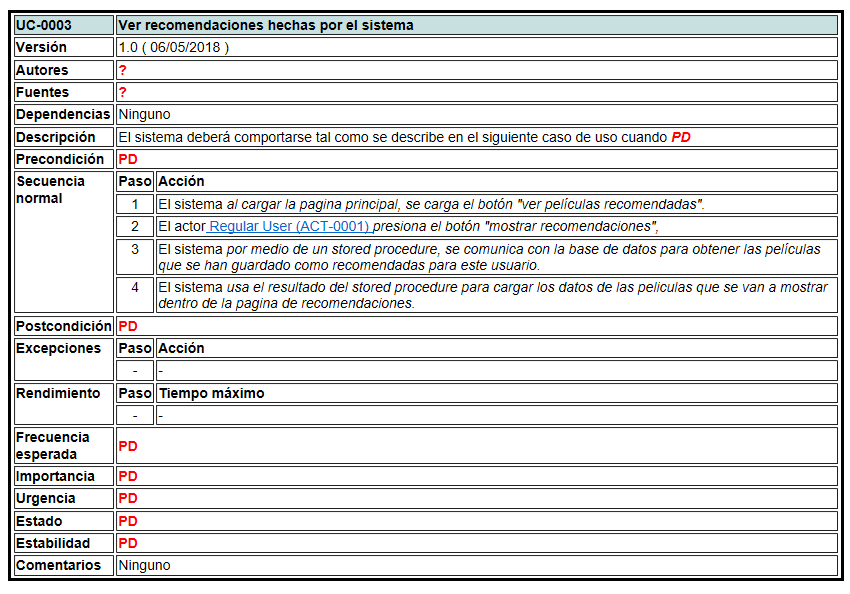 UC-0003 Ver recomendaciones hechas por el sistema
Versión 1.0 ( 06/05/2018 )
Autores ?
Fuentes ?
Dependencias Ninguno
Descripción El sistema deberá comportarse tal como se describe en el siguiente caso de uso cuando PD
Precondición PD
Secuencia normal
Paso Acción
1 El sistema al cargar la pagina principal, se carga el botón "ver películas recomendadas".
2 El actor Regular User (ACT-0001) presiona el botón "mostrar recomendaciones",
3 El sistema por medio de un stored procedure, se comunica con la base de datos para obtener las películas
que se han guardado como recomendadas para este usuario.
4 El sistema usa el resultado del stored procedure para cargar los datos de las peliculas que se van a mostrar
dentro de la pagina de recomendaciones.
Postcondición PD
Excepciones Paso Acción
- -
Rendimiento Paso Tiempo máximo
- -
Frecuencia
esperada PD
Importancia PD
Urgencia PD
Estado PD
Estabilidad PD
Comentarios Ninguno